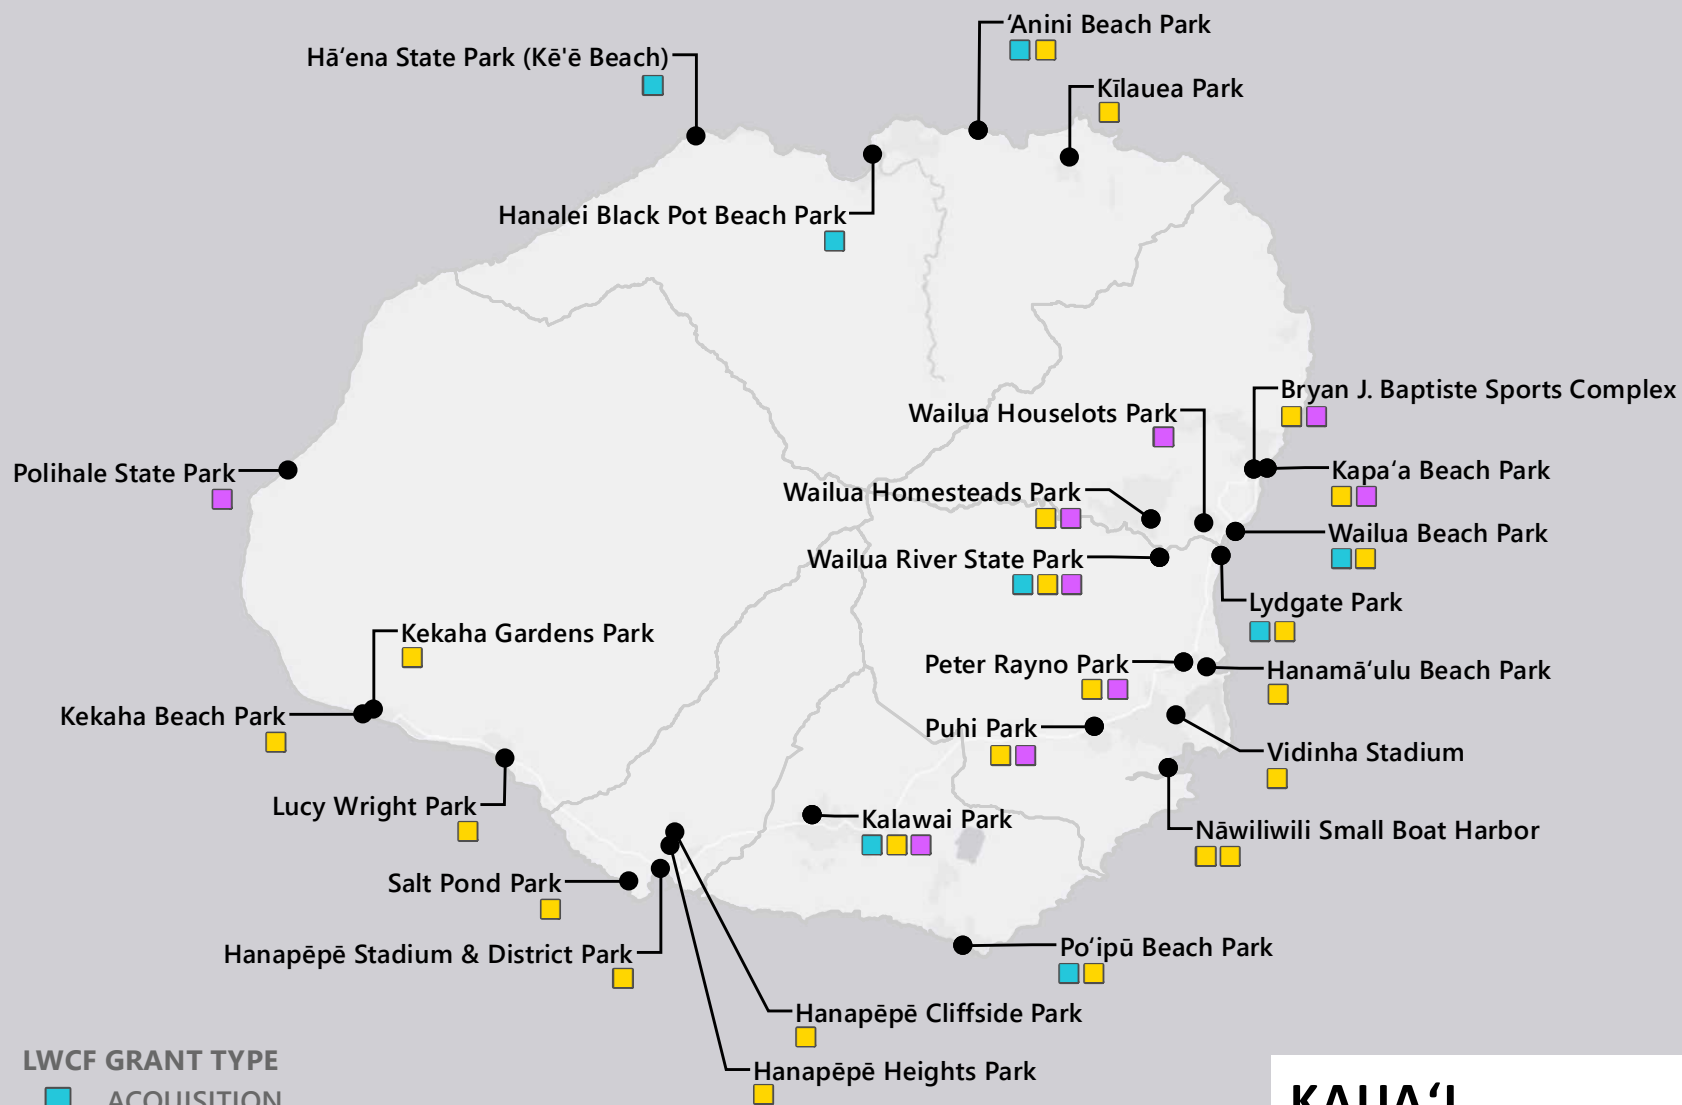 ʻAnini Beach Park
Hāʻena State Park (Kē'ē Beach)
Kīlauea Park
Hanalei Black Pot Beach Park
Bryan J. Baptiste Sports Complex
Wailua Houselots Park
Polihale State Park
Kapaʻa Beach Park
Wailua Homesteads Park
Wailua Beach Park
Wailua River State Park
Lydgate Park
Kekaha Gardens Park
Peter Rayno Park
Hanamāʻulu Beach Park
Kekaha Beach Park
Puhi Park
Vidinha Stadium
Lucy Wright Park
Kalawai Park
Nāwiliwili Small Boat Harbor
Salt Pond Park
Hanapēpē Stadium & District Park
Poʻipū Beach Park
Hanapēpē Cliffside Park
LWCF GRANT TYPE
Hanapēpē Heights Park
ACQUISITION
KAUAʻI